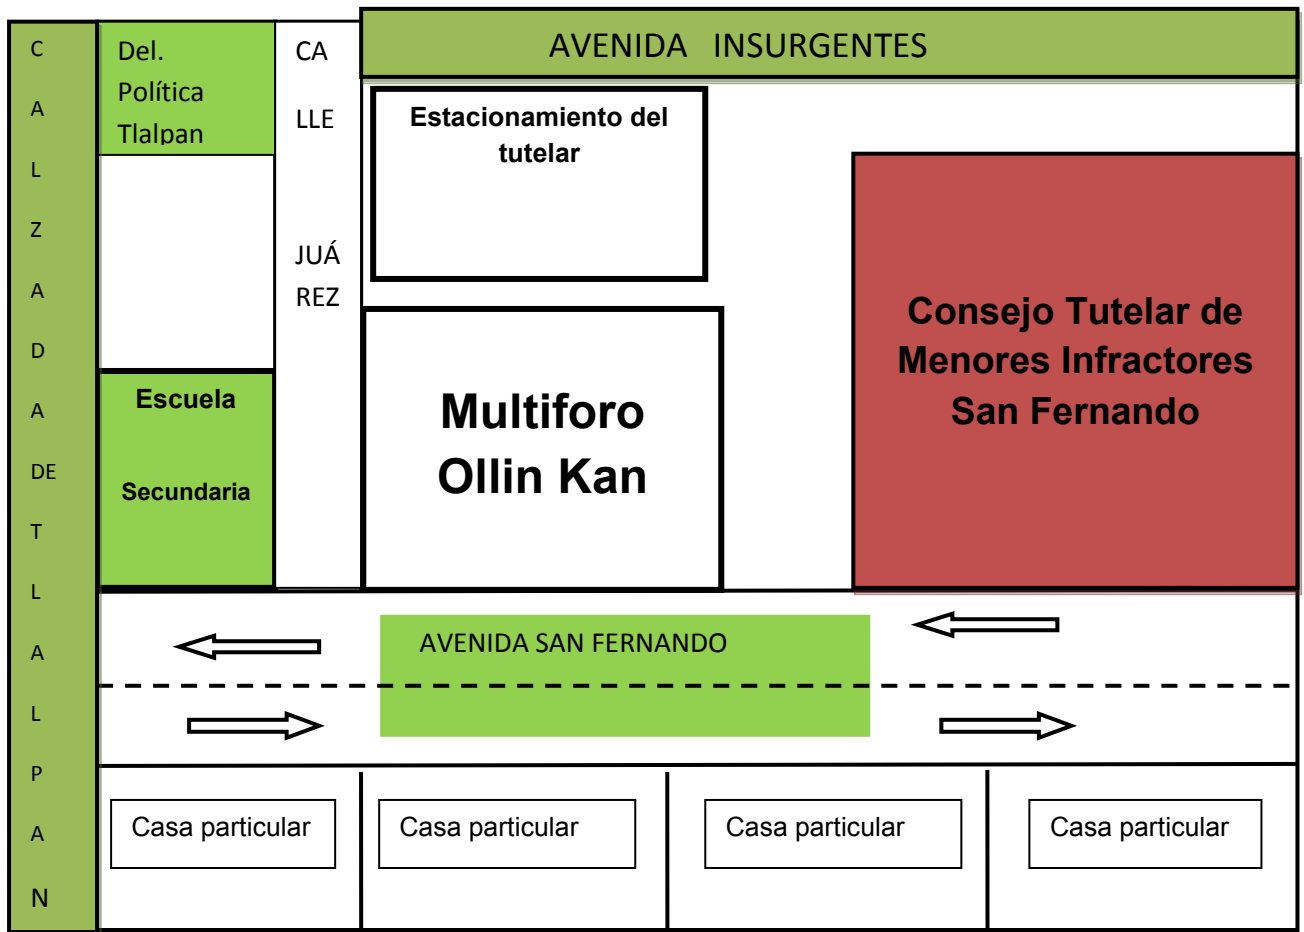 C
A
L
Z
A
D
A
DE
T
L
A
L
P
A
N
Del.
Política
Tlalpan
CA
LLE
JUÁ
REZ
AVENIDA INSURGENTES
Estacionamiento del
tutelar
Escuela
Secundaria
Multiforo
Ollin Kan
Consejo Tutelar de
Menores Infractores
San Fernando
AVENIDA SAN FERNANDO
Casa particular
Casa particular
Casa particular
Casa particular